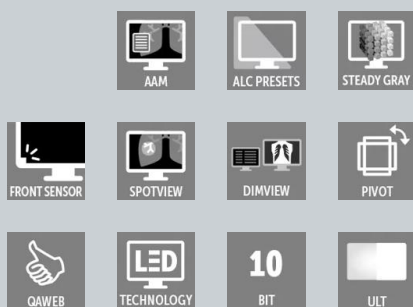 AAM
ALC PRESETS
STEADY GRAY
FRONT SENSOR
SPOTVIEW
DIMVIEW
PIVOT
QAWEB
LED
TECHNOLOGY
10
BIT
ULT